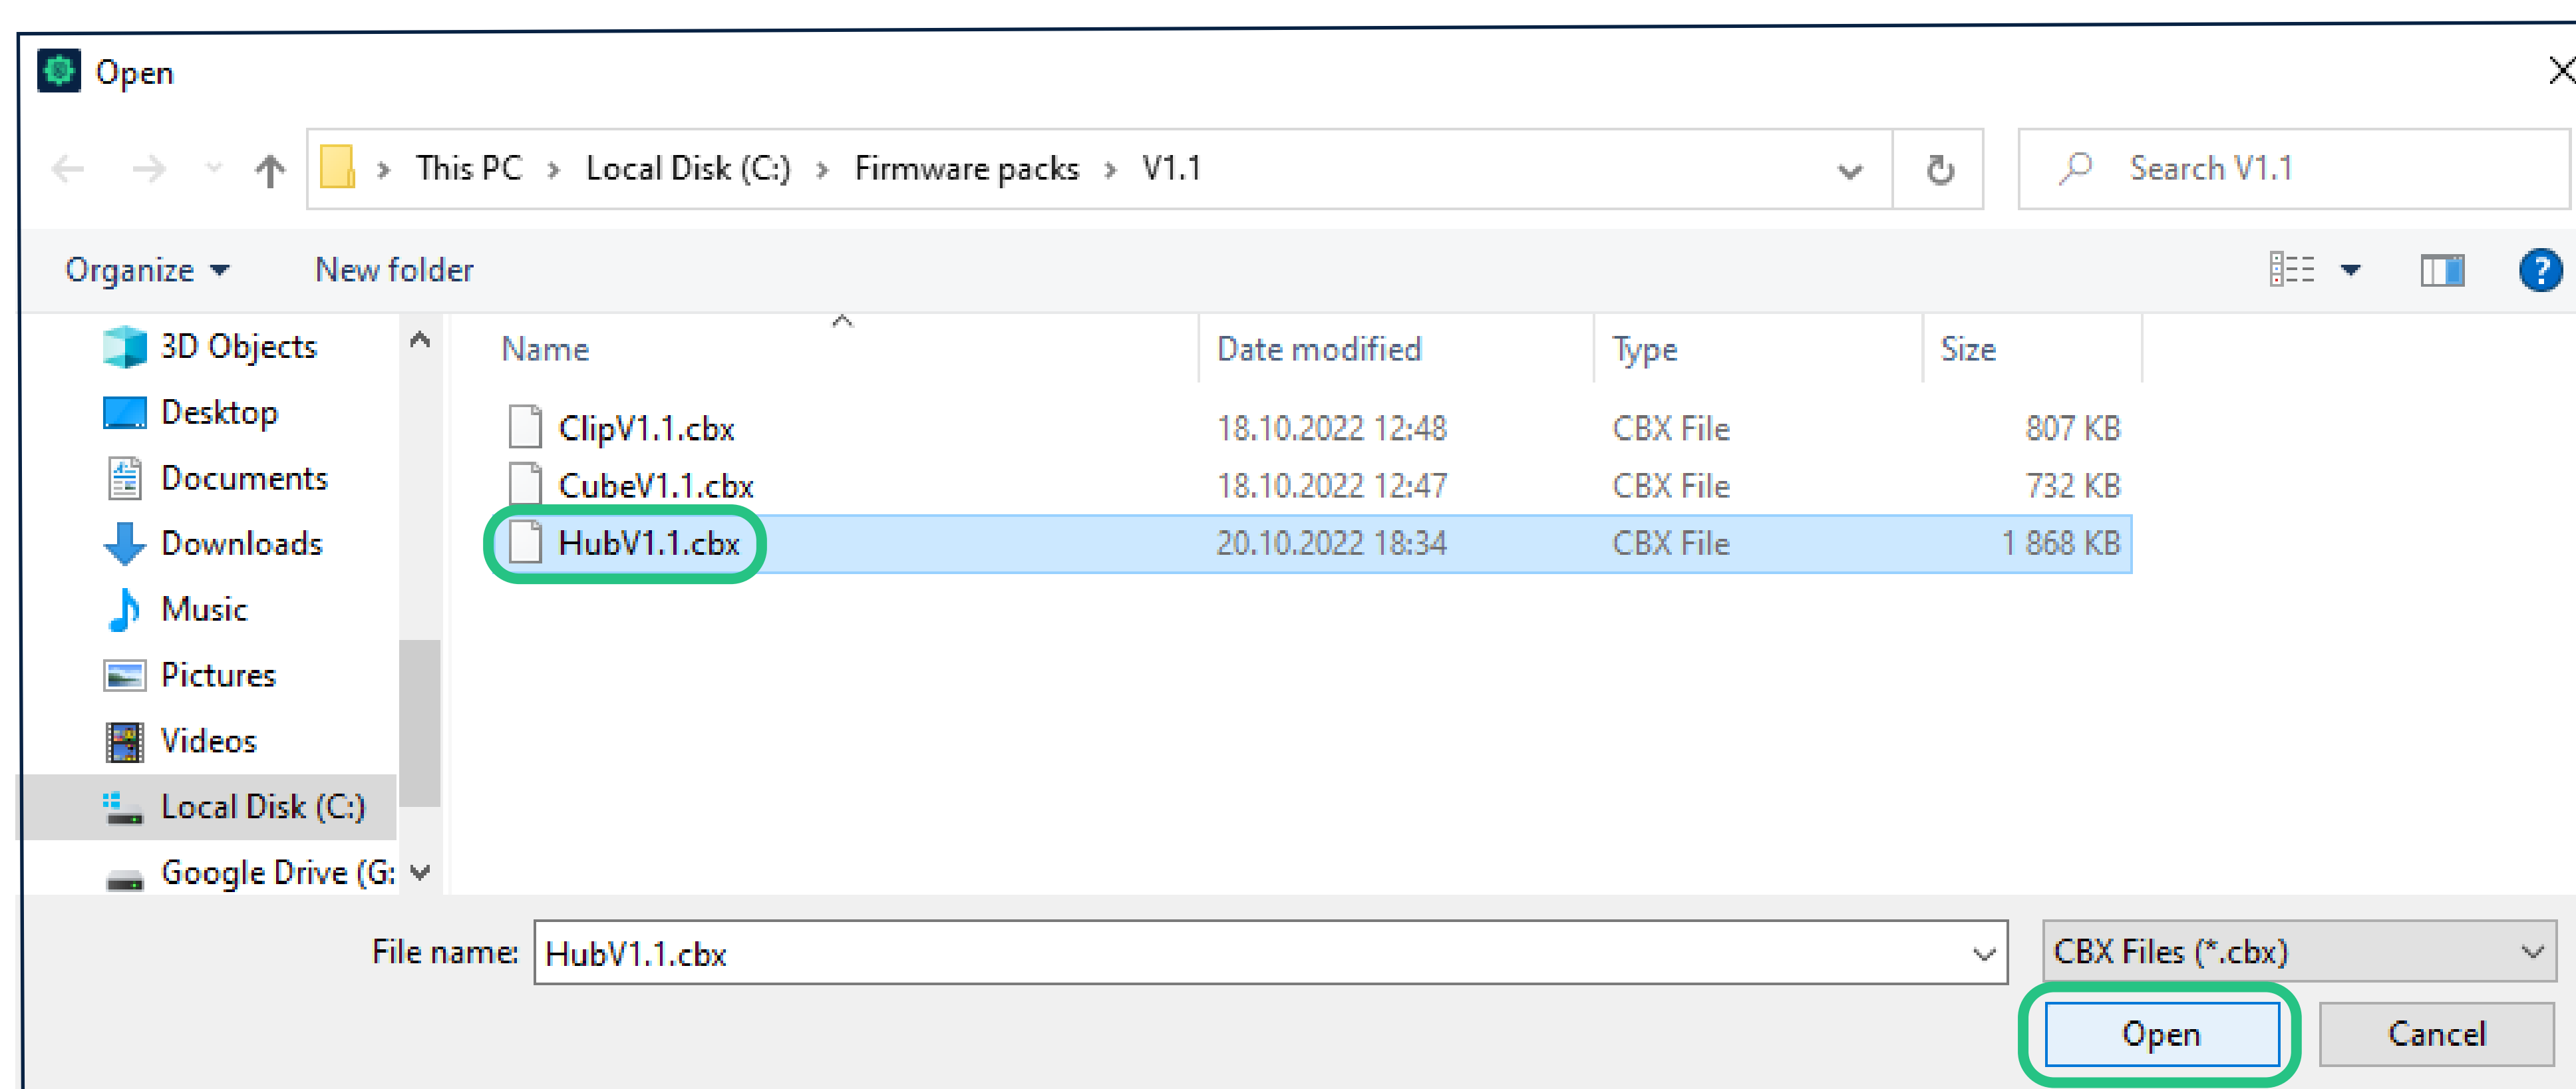 Open
This PC > Local Disk (C:) > Firmware packs > V1.1
Search V1.1
Organize
New folder
3D Objects
Desktop
Documents
Downloads
Music
Pictures
Videos
Local Disk (C:)
Google Drive (G:
Name Date modified Type Size
ClipV1.1.cbx 18.10.2022 12:48 CBX File 807 KB
CubeV1.1.cbx 18.10.2022 12:47 CBX File 732 KB
HubV1.1.cbx 20.10.2022 18:34 CBX File 1 868 KB
File name: HubV1.1.cbx
CBX Files (*.cbx)
Open
Cancel